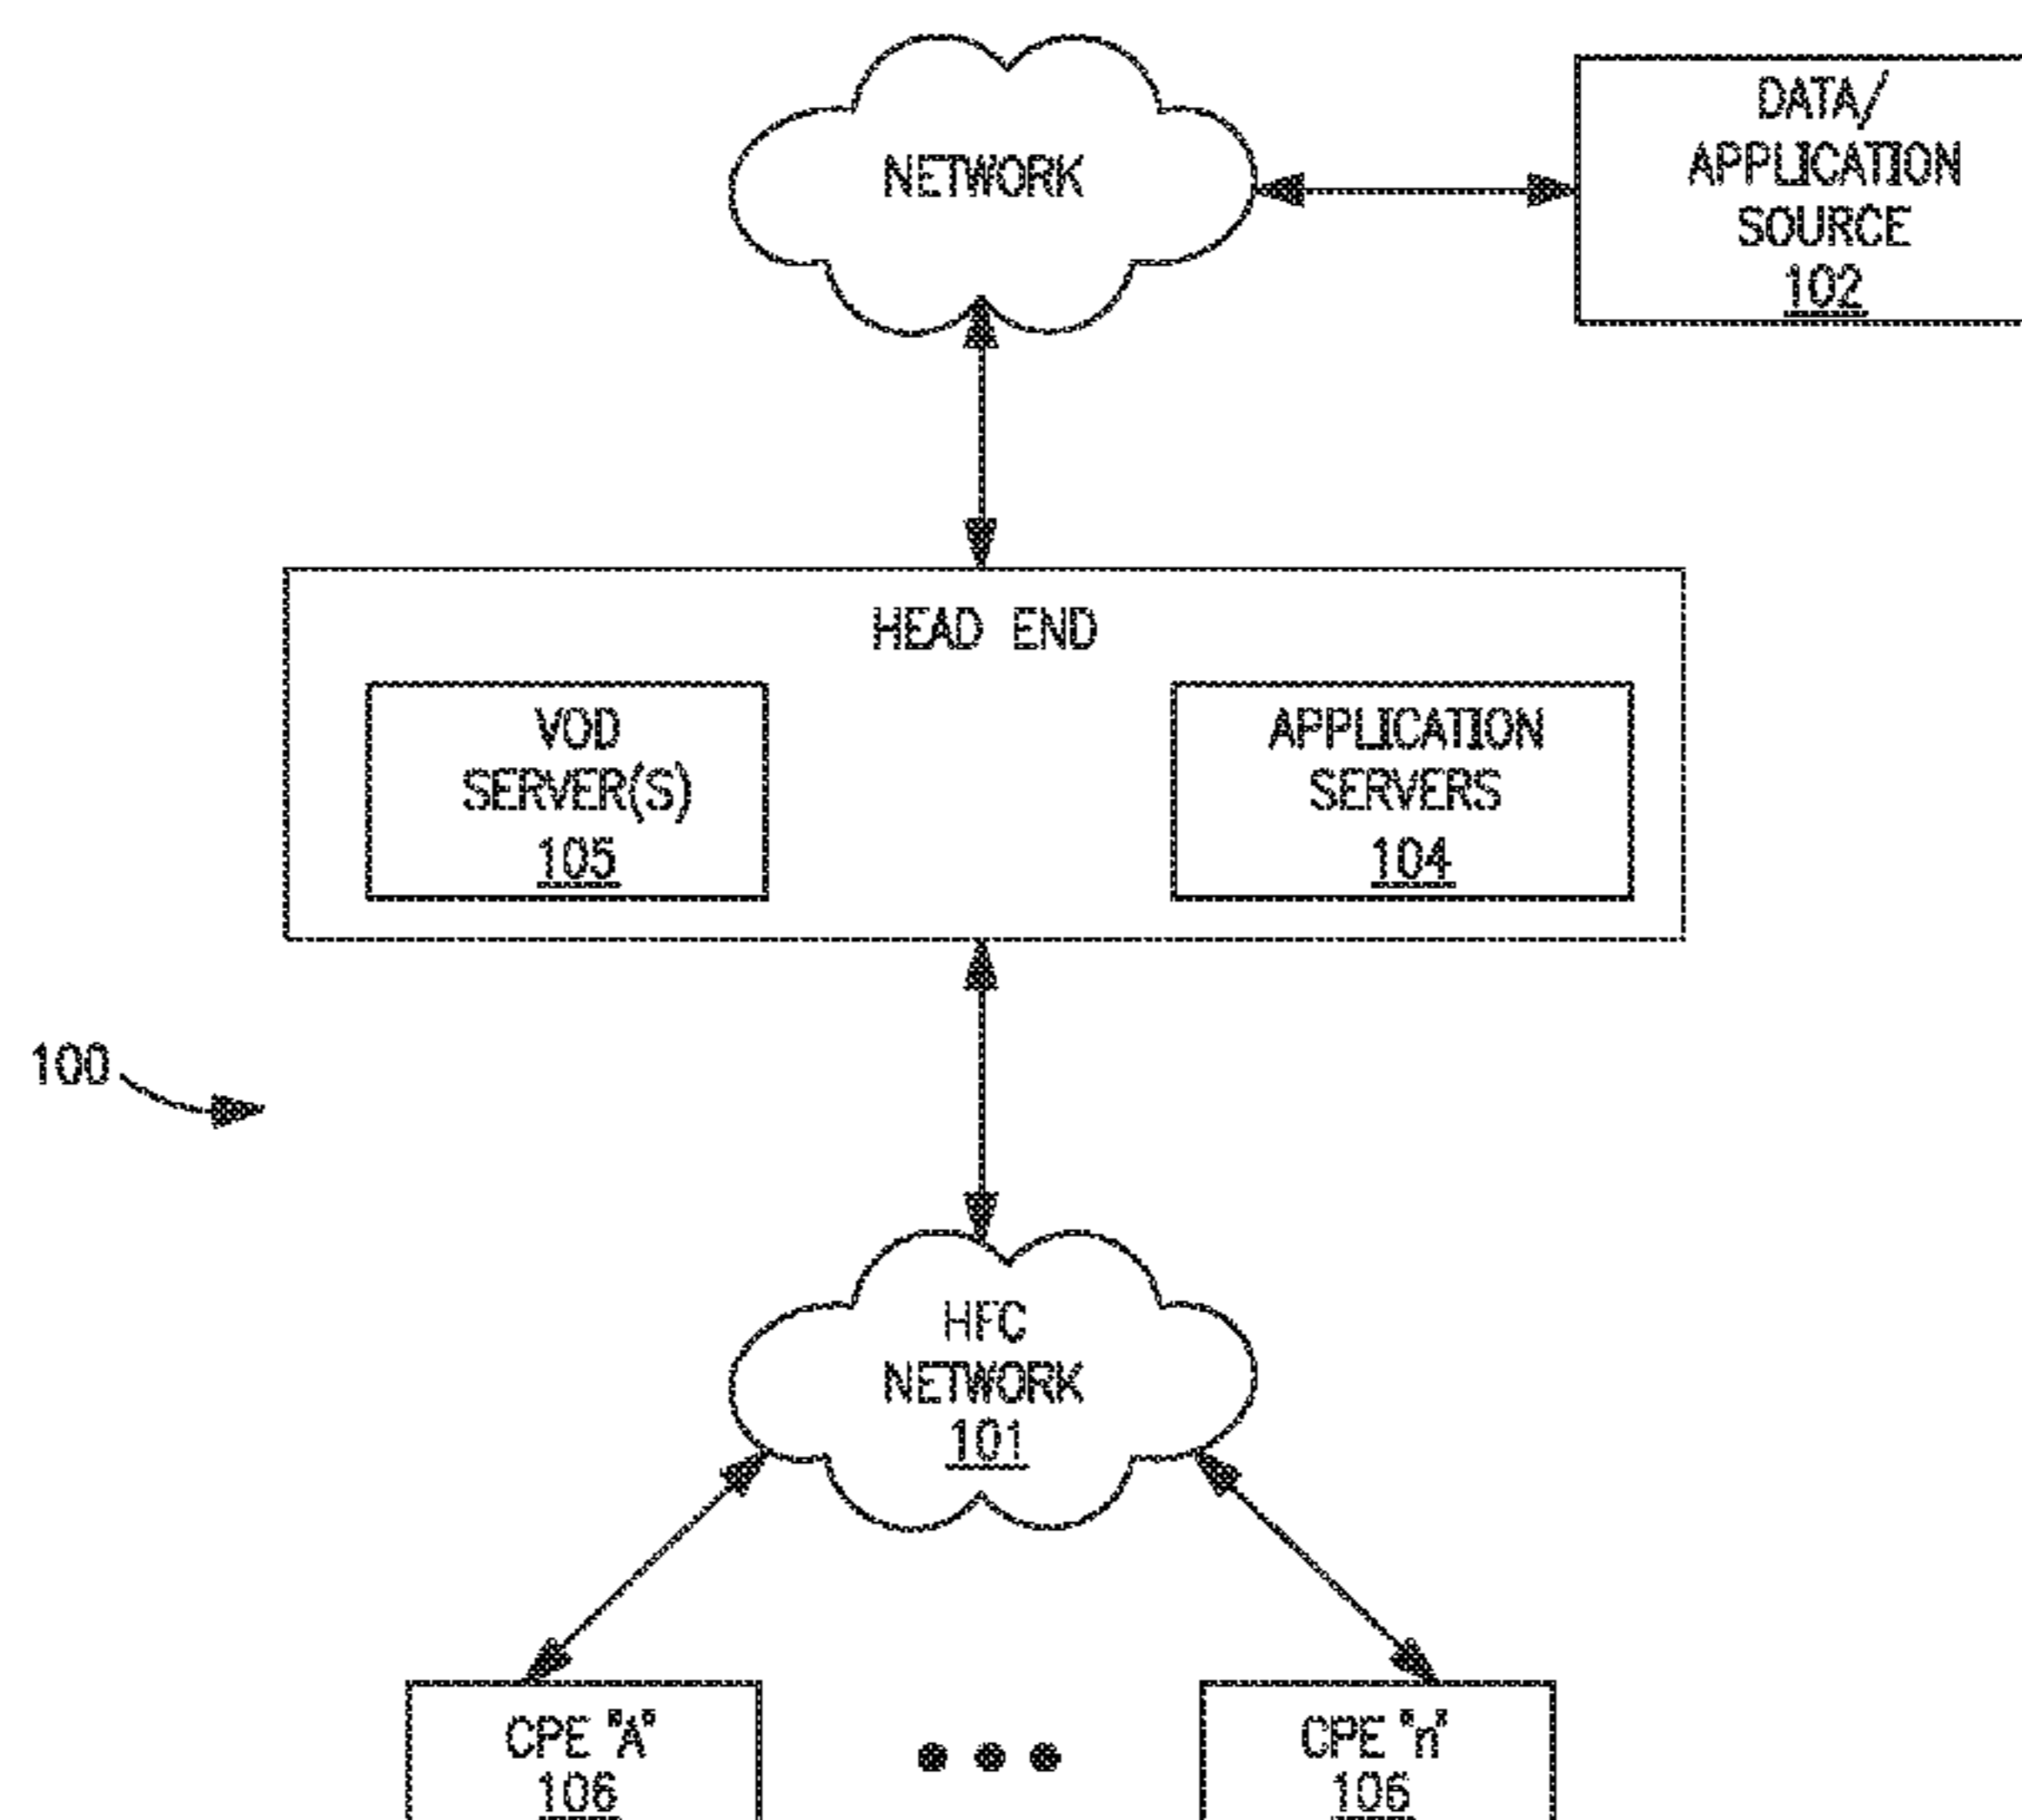 NETWORK
DATA/
APPLICATION
SOURCE
102
HEAD END
VOD
SERVER(S)
105
APPLICATION
SERVERS
104
100
HFC
NETWORK
101
CPE "A"
106
CPE "n"
106